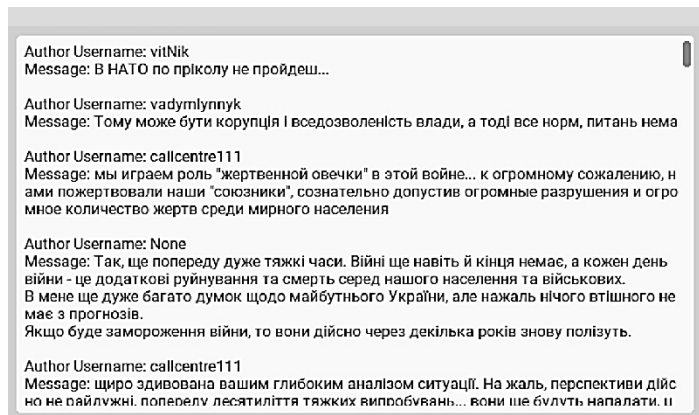 Author Username: vitNik
Message: В НАТО по пріколу не пройдеш...
Author Username: vadymlynnyk
Message: Тому може бути корупція і вседозволеність влади, а тоді все норм, питань нема
Author Username: callcentre111
Message: мы играем роль "жертвенной овечки" в этой войне... к огромному сожалению, н
ами пожертвовали наши "союзники", сознательно допустив огромные разрушения и огро
мное количество жертв среди мирного населения
Author Username: None
Message: Так, ще попереду дуже тяжкі часи. Війні ще навіть й кінця немає, а кожен день
війни - це додаткові руйнування та смерть серед нашого населення та військових.
В мене ще дуже багато думок щодо майбутнього України, але нажаль нічого втішного не
має з прогнозів.
Якщо буде замороження війни, то вони дійсно через декілька років знову полізуть.
Author Username: callcentre111
Message: щиро здивована вашим глибоким анализом ситуації. На жаль, перспективи дійс
но не райдужні, попереду десятиліття тяжких випробувань... вони ще будуть нападати, ц